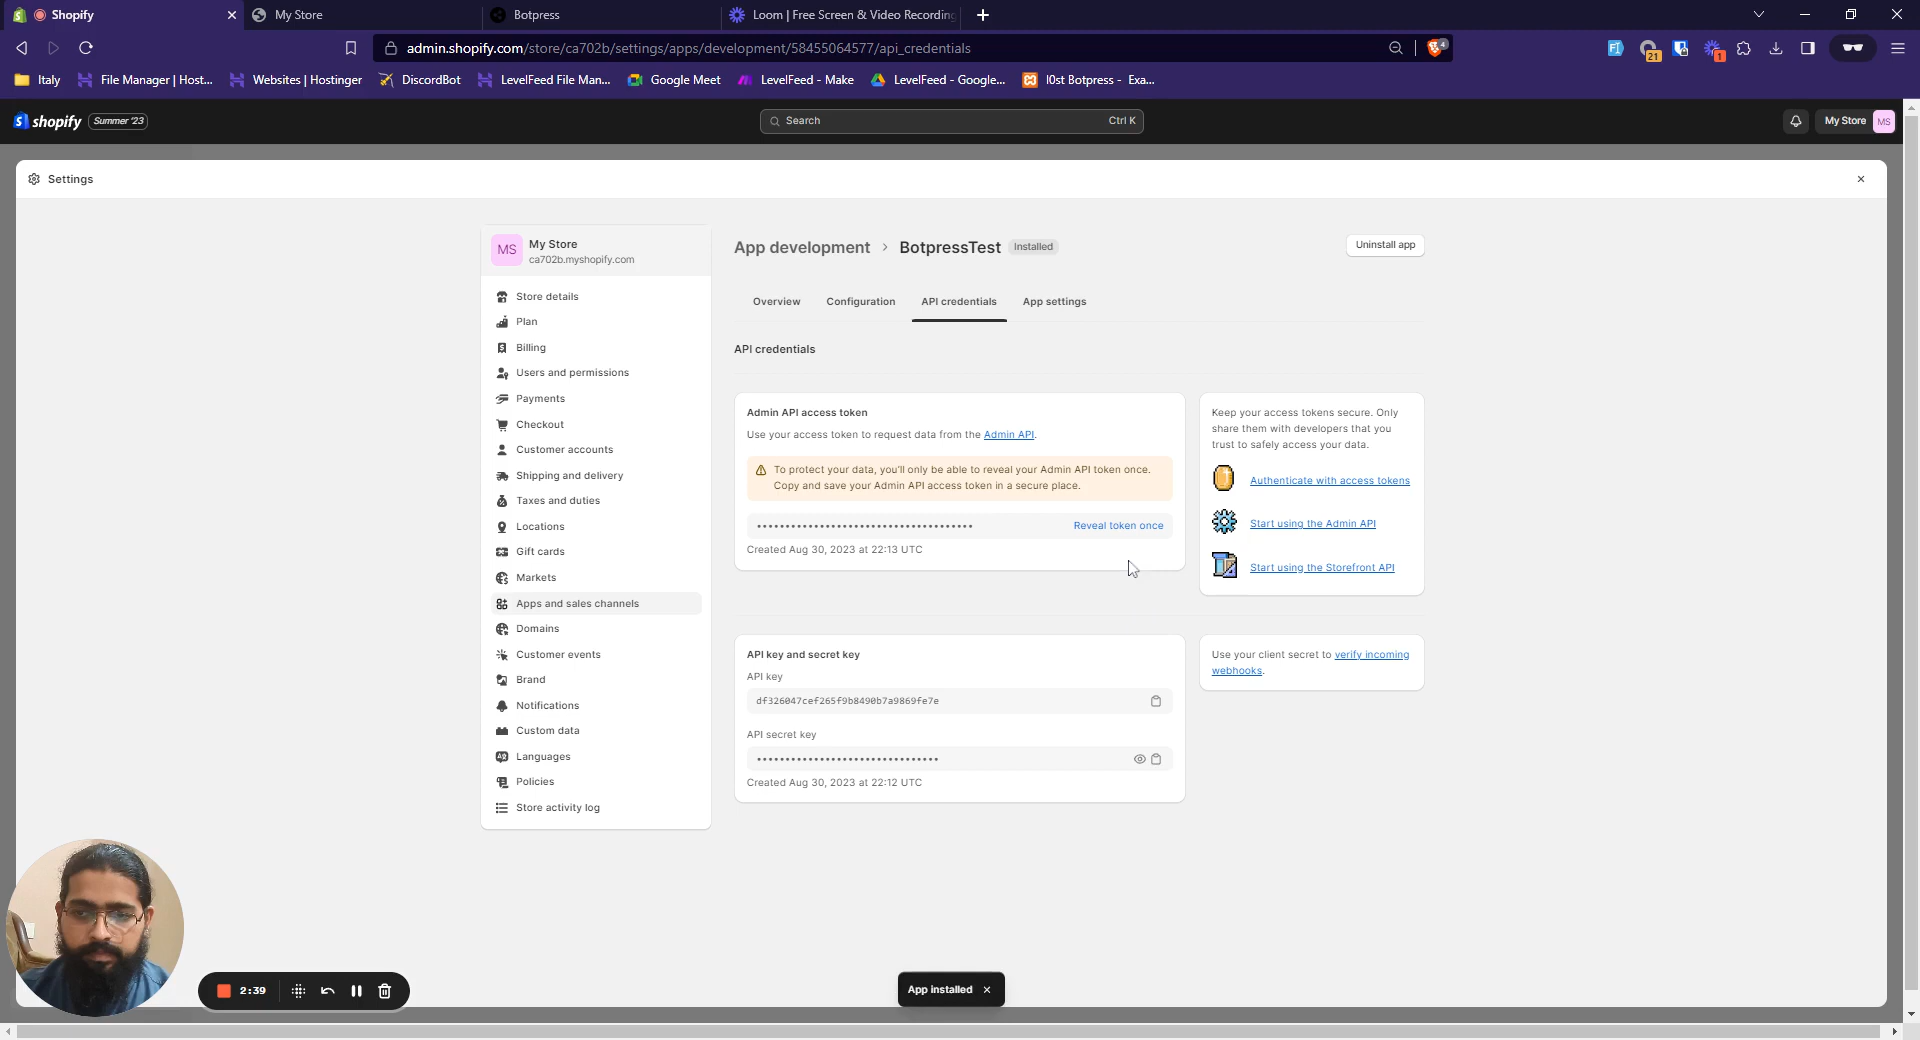 Shopify
My Store
Botpress
Loom | Free Screen & Video Recording
admin.shopify.com/store/ca702b/settings/apps/development/58455064577/api_credentials
4
21
1
Italy
File Manager | Host...
Websites | Hostinger
DiscordBot
LevelFeed File Man...
Google Meet
LevelFeed - Make
LevelFeed - Google...
l0st Botpress - Exa...
shopify
Summer '23
Search
Ctrl K
My Store
MS
Settings
MS
My Store
ca702b.myshopify.com
Store details
Plan
Billing
Users and permissions
Payments
Checkout
Customer accounts
Shipping and delivery
Taxes and duties
Locations
Gift cards
Markets
Apps and sales channels
Domains
Customer events
Brand
Notifications
Custom data
Languages
Policies
Store activity log
App development > BotpressTest Installed
Uninstall app
Overview
Configuration
API credentials
App settings
API credentials
Admin API access token
Use your access token to request data from the Admin API.
To protect your data, you'll only be able to reveal your Admin API token once.
Copy and save your Admin API access token in a secure place.
Reveal token once
Created Aug 30, 2023 at 22:13 UTC
Keep your access tokens secure. Only
share them with developers that you
trust to safely access your data.
Authenticate with access tokens
Start using the Admin API
Start using the Storefront API
API key and secret key
API key
df326047cef265f9b8490b7a9869fe7e
API secret key
Created Aug 30, 2023 at 22:12 UTC
Use your client secret to verify incoming
webhooks.
2:39
App installed